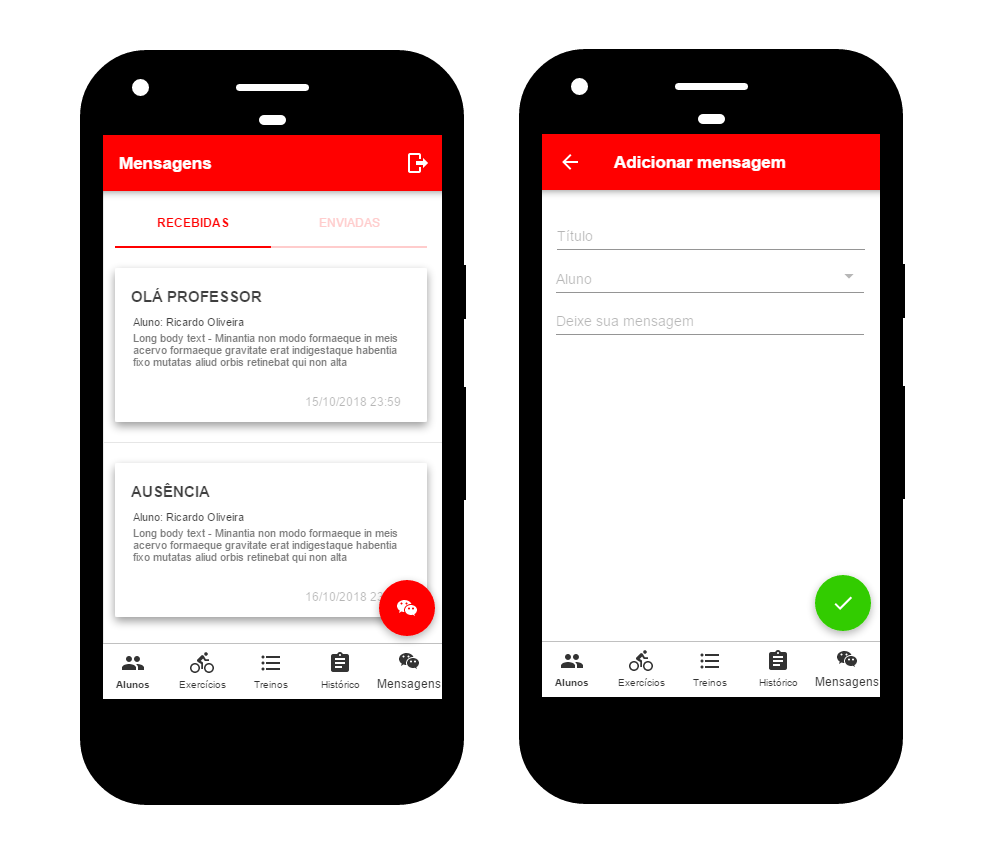 Mensagens
RECEBIDAS ENVIADAS
OLÁ PROFESSOR
Aluno: Ricardo Oliveira
Long body text - Minantia non modo formaeque in meis
acervo formaeque gravitate erat indigestaque habentia
fixo mutatas aliud orbis retinebat qui non alta
15/10/2018 23:59
AUSÊNCIA
Aluno: Ricardo Oliveira
Long body text - Minantia non modo formaeque in meis
acervo formaeque gravitate erat indigestaque habentia
fixo mutatas aliud orbis retinebat qui non alta
16/10/2018
Alunos Exercícios Treinos Histórico Mensagens
Adicionar mensagem
Título
Aluno
Deixe sua mensagem
Alunos Exercícios Treinos Histórico Mensagens